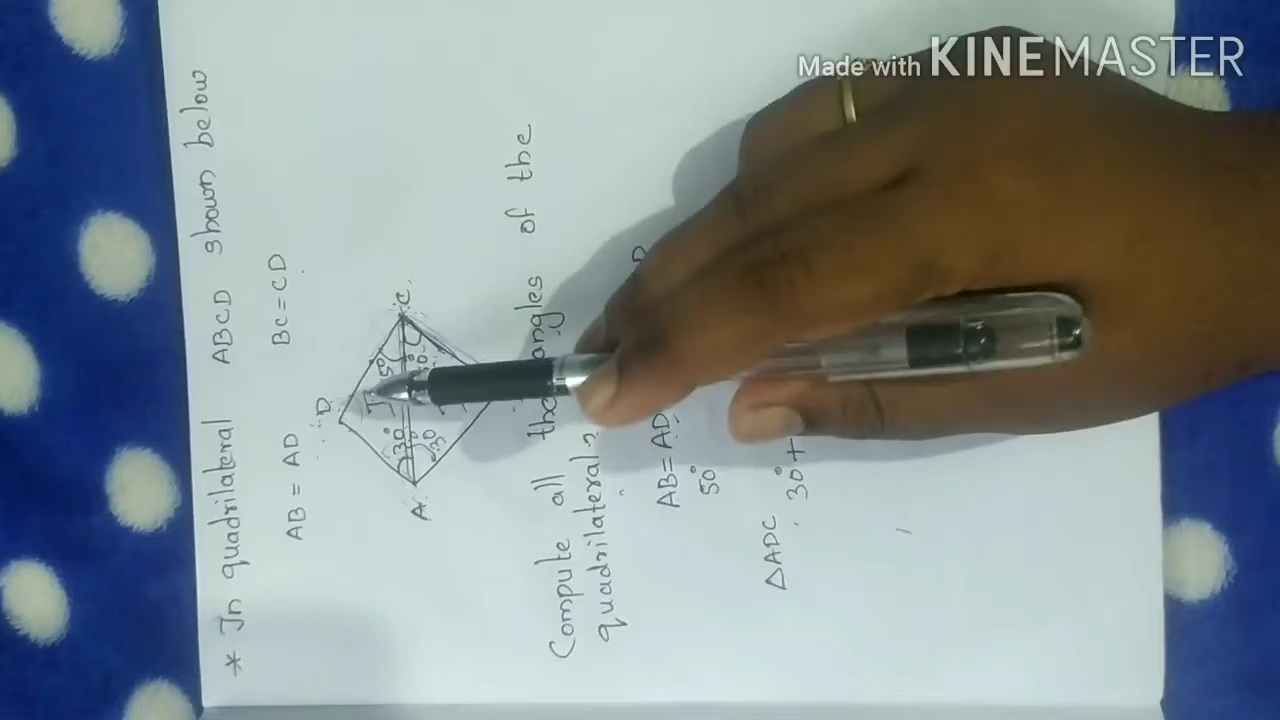 Made with KINEMASTER
* In quadrilateral ABCD shown below
AB = AD BC = CD
D
30° 50
A C
30
Compute all the angles of the
quadrilateral?
AB = AD D
50°
△ADC
30°+